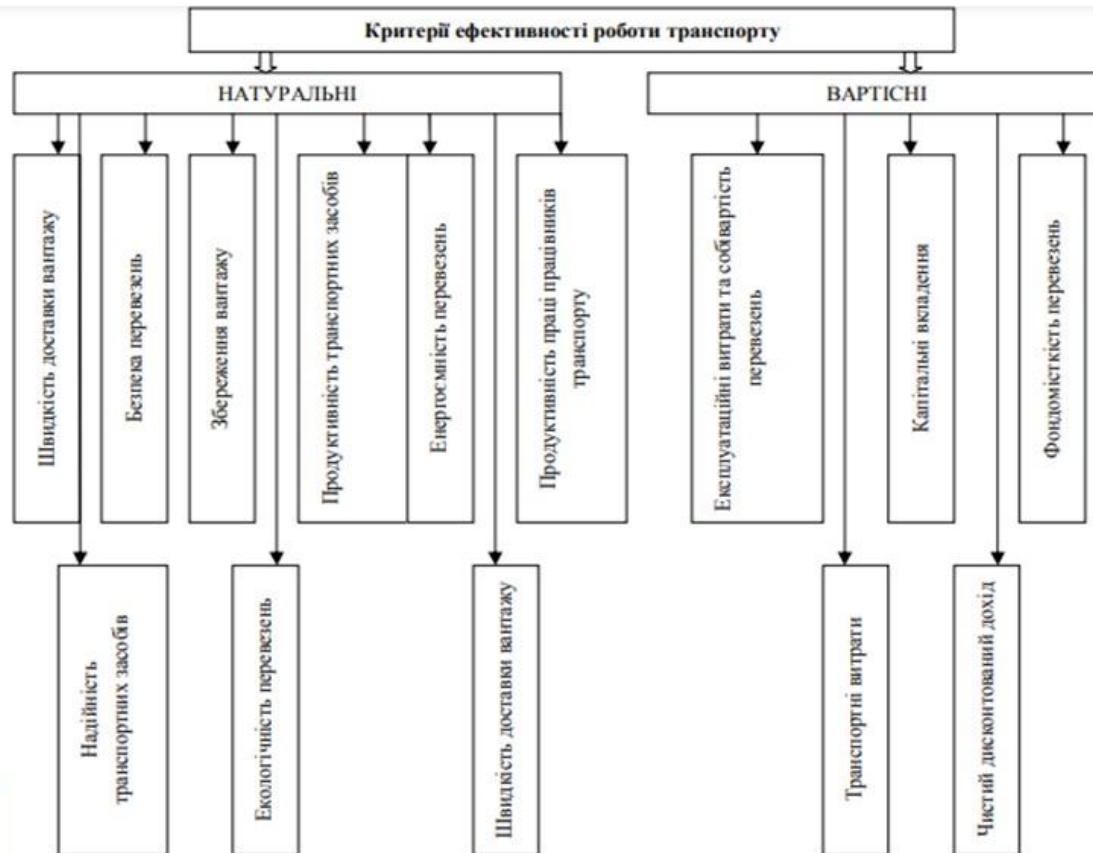 Критерії ефективності роботи транспорту
НАТУРАЛЬНІ
ВАРТІСНІ
Швидкість доставки вантажу
Безпека перевезень
Збереження вантажу
Продуктивність транспортних засобів
Енергоємність перевезень
Продуктивність праці працівників
транспорту
Експлуатаційні витрати та собівартість
перевезень
Капітальні вкладення
Фондомісткість перевезень
Надійність
транспортних засобів
Екологічність перевезень
Швидкість доставки вантажу
Транспортні витрати
Чистий дисконтований дохід